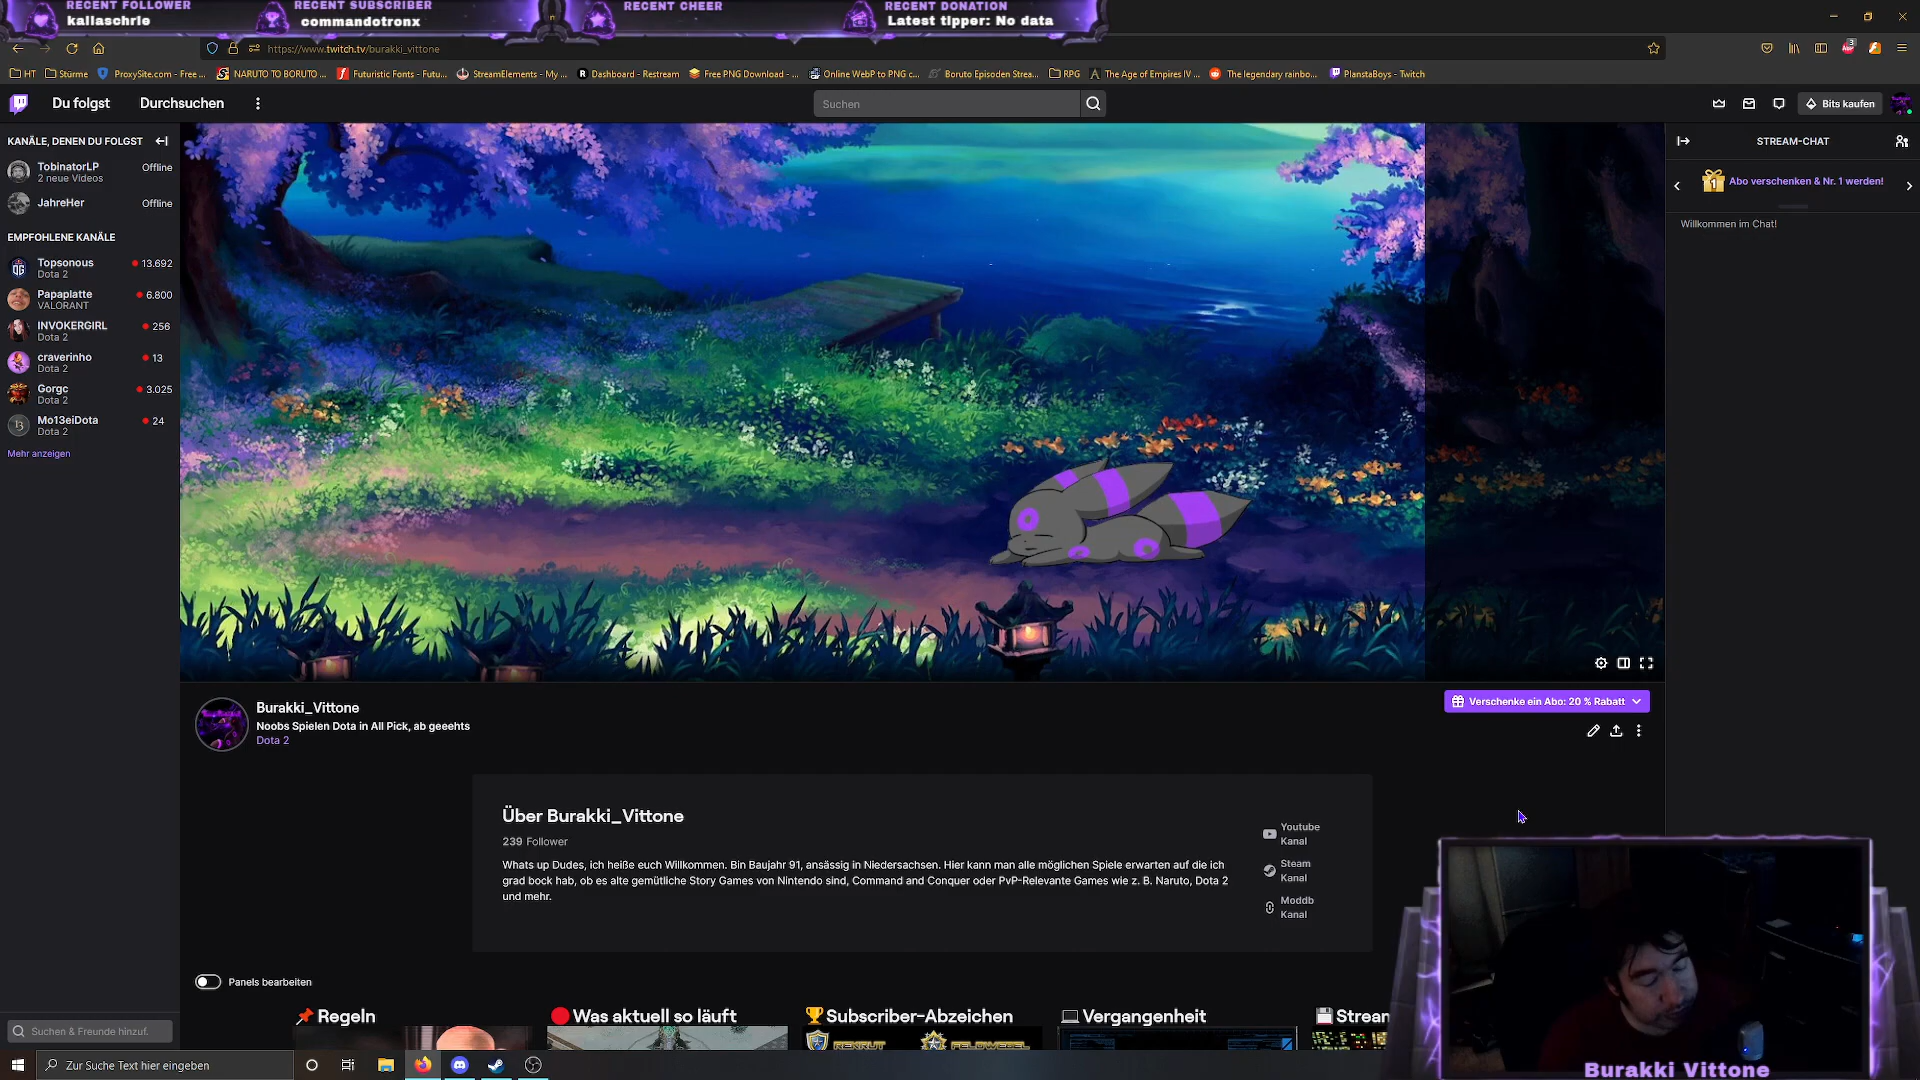 RECENT FOLLOWER
kallaschrle
RECENT SUBSCRIBER
commandotronx
RECENT CHEER
RECENT DONATION
Latest tipper: No data
https://www.twitch.tv/burakki_vittone
HT
Stürme
ProxySite.com - Free ...
NARUTO TO BORUTO ...
Futuristic Fonts - Futu...
StreamElements - My ...
Dashboard - Restream
Free PNG Download - ...
Online WebP to PNG c...
Boruto Episoden Strea...
RPG
The Age of Empires IV ...
The legendary rainbo...
PlanstaBoys - Twitch
Du folgst
Durchsuchen
Suchen
Bits kaufen
KANÄLE, DENEN DU FOLGST
TobinatorLP
Offline
2 neue Videos
JahreHer
Offline
EMPFOHLENE KANÄLE
Topsonous
13.692
Dota 2
Papaplatte
6.800
VALORANT
INVOKERGIRL
256
Dota 2
craverinho
13
Dota 2
Gorgc
3.025
Dota 2
Mo13eiDota
24
Dota 2
Mehr anzeigen
STREAM-CHAT
1
Abo verschenken & Nr. 1 werden!
Willkommen im Chat!
Burakki_Vittone
Noobs Spielen Dota in All Pick, ab geeehts
Dota 2
Verschenke ein Abo: 20 % Rabatt
Über Burakki_Vittone
239 Follower
Whats up Dudes, ich heiße euch Willkommen. Bin Baujahr 91, ansässig in Niedersachsen. Hier kann man alle möglichen Spiele erwarten auf die ich
grad bock hab, ob es alte gemütliche Story Games von Nintendo sind, Command and Conquer oder PvP-Relevante Games wie z. B. Naruto, Dota 2
und mehr.
Youtube
Kanal
Steam
Kanal
Moddb
Kanal
Panels bearbeiten
Regeln
Was aktuell so läuft
Subscriber-Abzeichen
Vergangenheit
Stream
REKRUT
FELDWEBEL
Suchen & Freunde hinzuf.
Zur Suche Text hier eingeben
Burakki Vittone